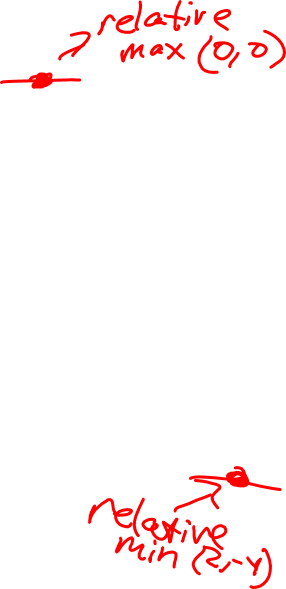 relative
max (0,0)
relative
min (2,-4)